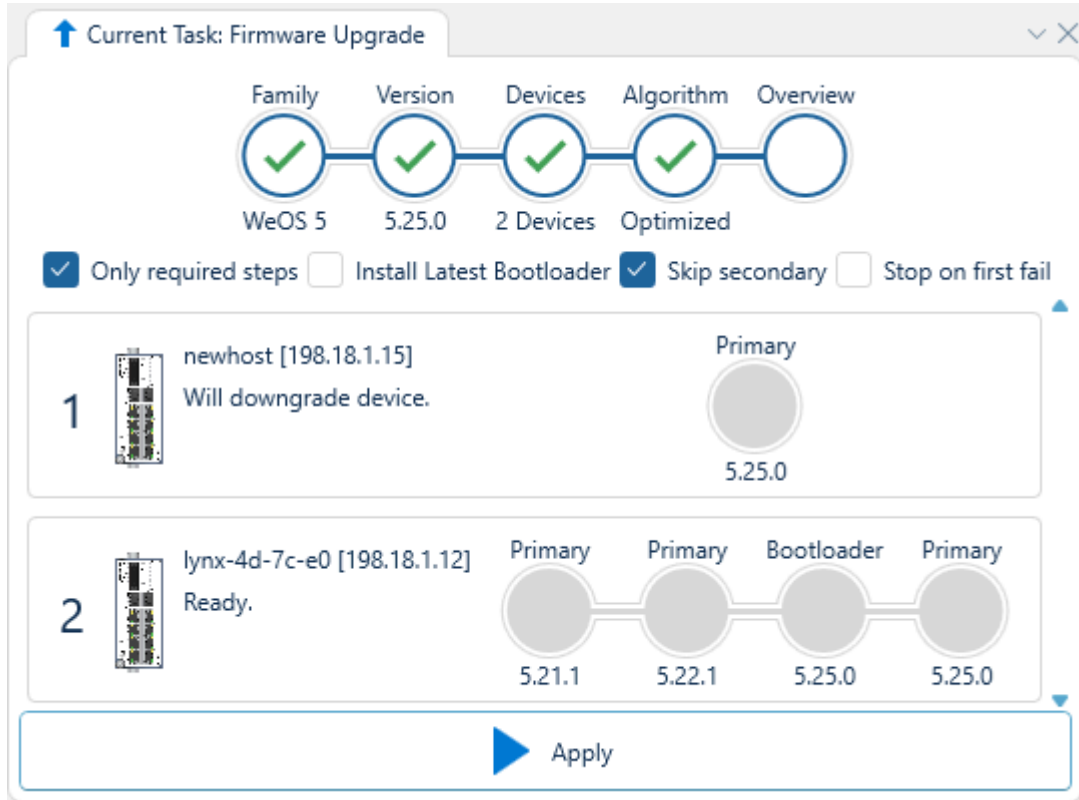 Current Task: Firmware Upgrade
Family Version Devices Algorithm Overview
WeOS 5 5.25.0 2 Devices Optimized
Only required steps Install Latest Bootloader Skip secondary Stop on first fail
1
newhost [198.18.1.15]
Will downgrade device.
Primary
5.25.0
2
lynx-4d-7c-e0 [198.18.1.12]
Ready.
Primary Primary Bootloader Primary
5.21.1 5.22.1 5.25.0 5.25.0
Apply